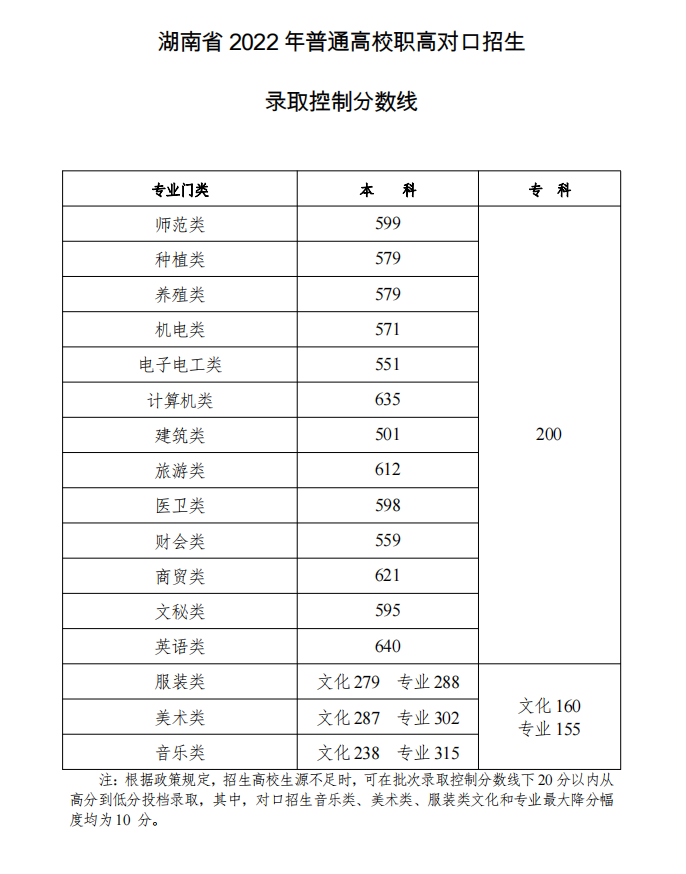 湖南省 2022 年普通高校职高对口招生
录取控制分数线
专业门类 本 科 专 科
师范类 599
种植类 579
养殖类 579
机电类 571
电子电工类 551
计算机类 635
建筑类 501 200
旅游类 612
医卫类 598
财会类 559
商贸类 621
文秘类 595
英语类 640
服装类 文化 279 专业 288
美术类 文化 287 专业 302
文化 160
专业 155
音乐类 文化 238 专业 315
注：根据政策规定，招生高校生源不足时，可在批次录取控制分数线下 20 分以内从
高分到低分投档录取，其中，对口招生音乐类、美术类、服装类文化和专业最大降分幅
度均为 10 分。